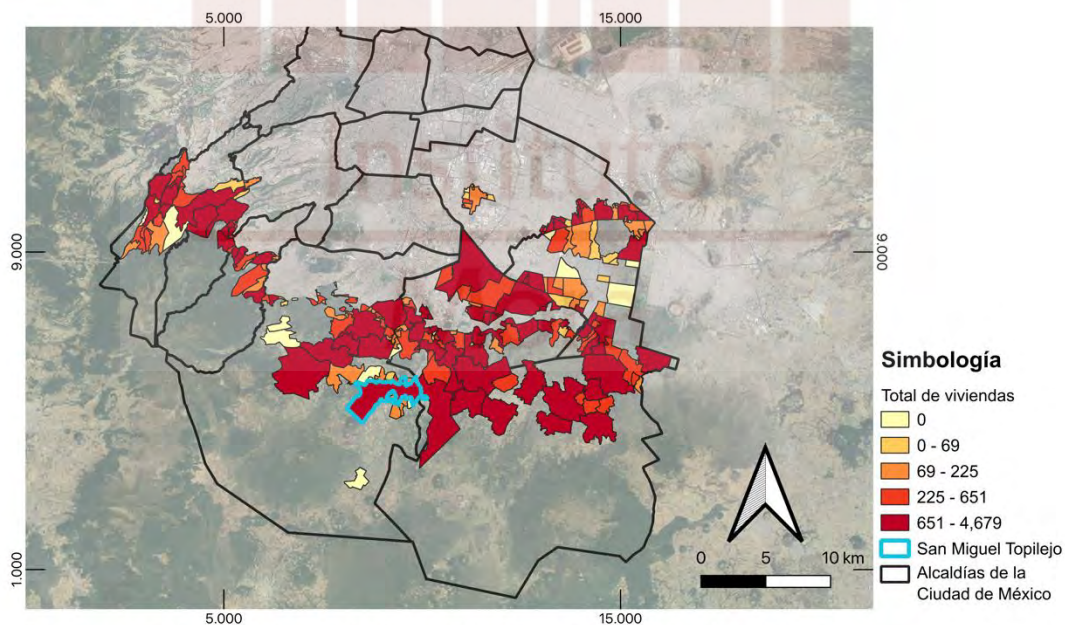 5.000
15.000
Instituto
9.000
9.000
Simbología
Total de viviendas
0
0 - 69
69 - 225
225 - 651
651 - 4,679
San Miguel Topilejo
Alcaldías de la
Ciudad de México
0
5
10 km
1.000
5.000
15.000